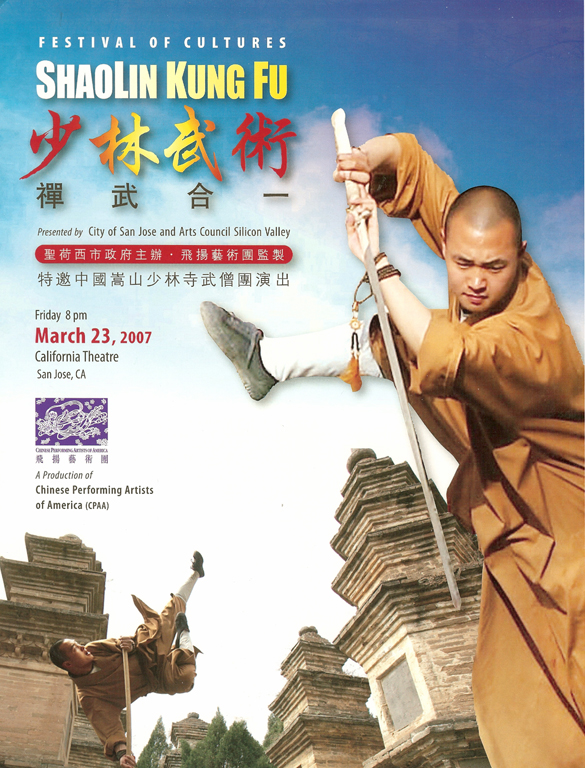 FESTIVAL OF CULTURES
SHAOLIN KUNG FU
少林武術
禪武合一
Presented by City of San Jose and Arts Council Silicon Valley
聖荷西市政府主辦・飛揚藝術團監製
特邀中國嵩山少林寺武僧團演出
Friday 8pm
March 23, 2007
California Theatre
San Jose, CA
CHINESE PERFORMING ARTISTS OF AMERICA
飛揚藝術團
A Production of
Chinese Performing Artists
of America (CPAA)